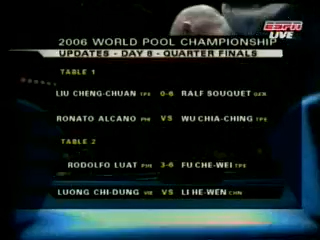 ESPN
LIVE
2006 WORLD POOL CHAMPIONSHIP
UPDATES - DAY 8 - QUARTER FINALS
TABLE 1
LIU CHENG-CHUAN TPE 0-6 RALF SOUQUET GER
RONATO ALCANO PHI VS WU CHIA-CHING TPE
TABLE 2
RODOLFO LUAT PHI 3-6 FU CHE-WEI TPE
LUONG CHI-DUNG VIE VS LI HE-WEN CHN